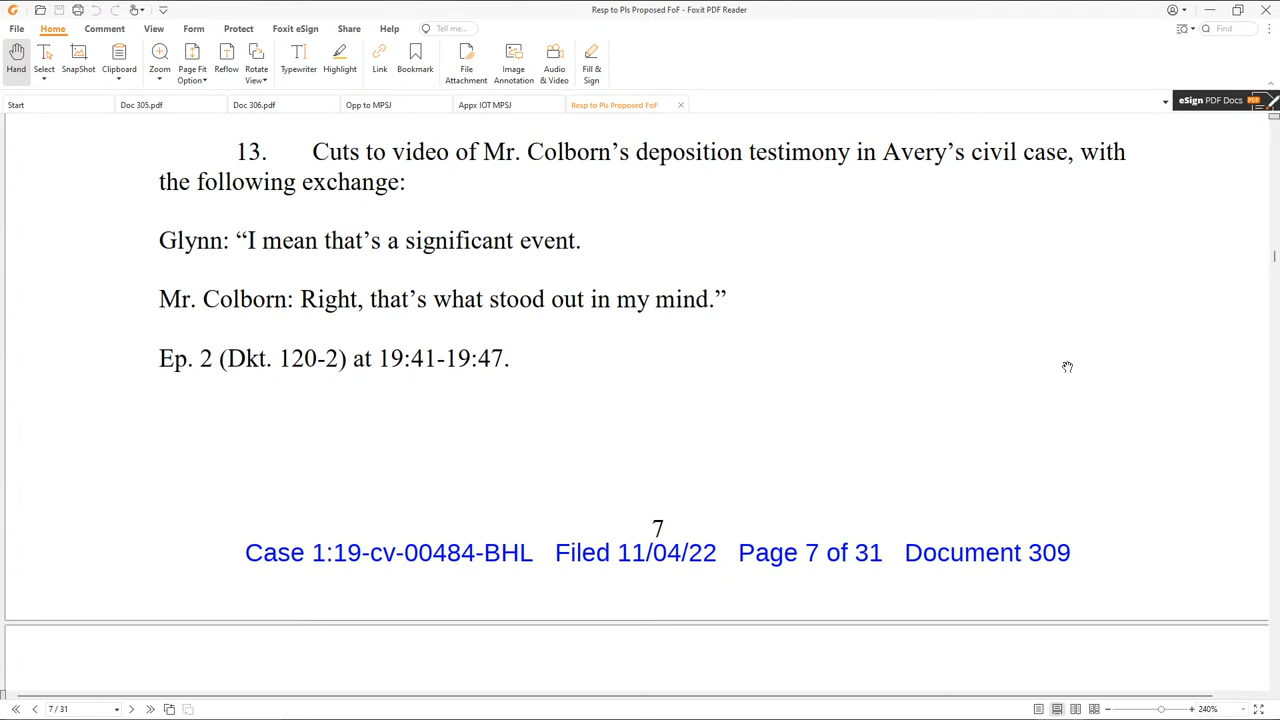 Resp to Pls Proposed FoF - Foxit PDF Reader
File Home Comment View Form Protect Foxit eSign Share Help Tell me... Find
Hand Select SnapShot Clipboard Zoom Page Fit Option Reflow Rotate View Typewriter Highlight Link Bookmark File Attachment Image Annotation Audio & Video Fill & Sign
Start Doc 305.pdf Doc 306.pdf Opp to MPSJ Appx IOT MPSJ Resp to Pls Proposed FoF eSign PDF Docs PDF
13. Cuts to video of Mr. Colborn’s deposition testimony in Avery’s civil case, with
the following exchange:
Glynn: “I mean that’s a significant event.
Mr. Colborn: Right, that’s what stood out in my mind.”
Ep. 2 (Dkt. 120-2) at 19:41-19:47.
7
Case 1:19-cv-00484-BHL Filed 11/04/22 Page 7 of 31 Document 309
7 / 31 240%